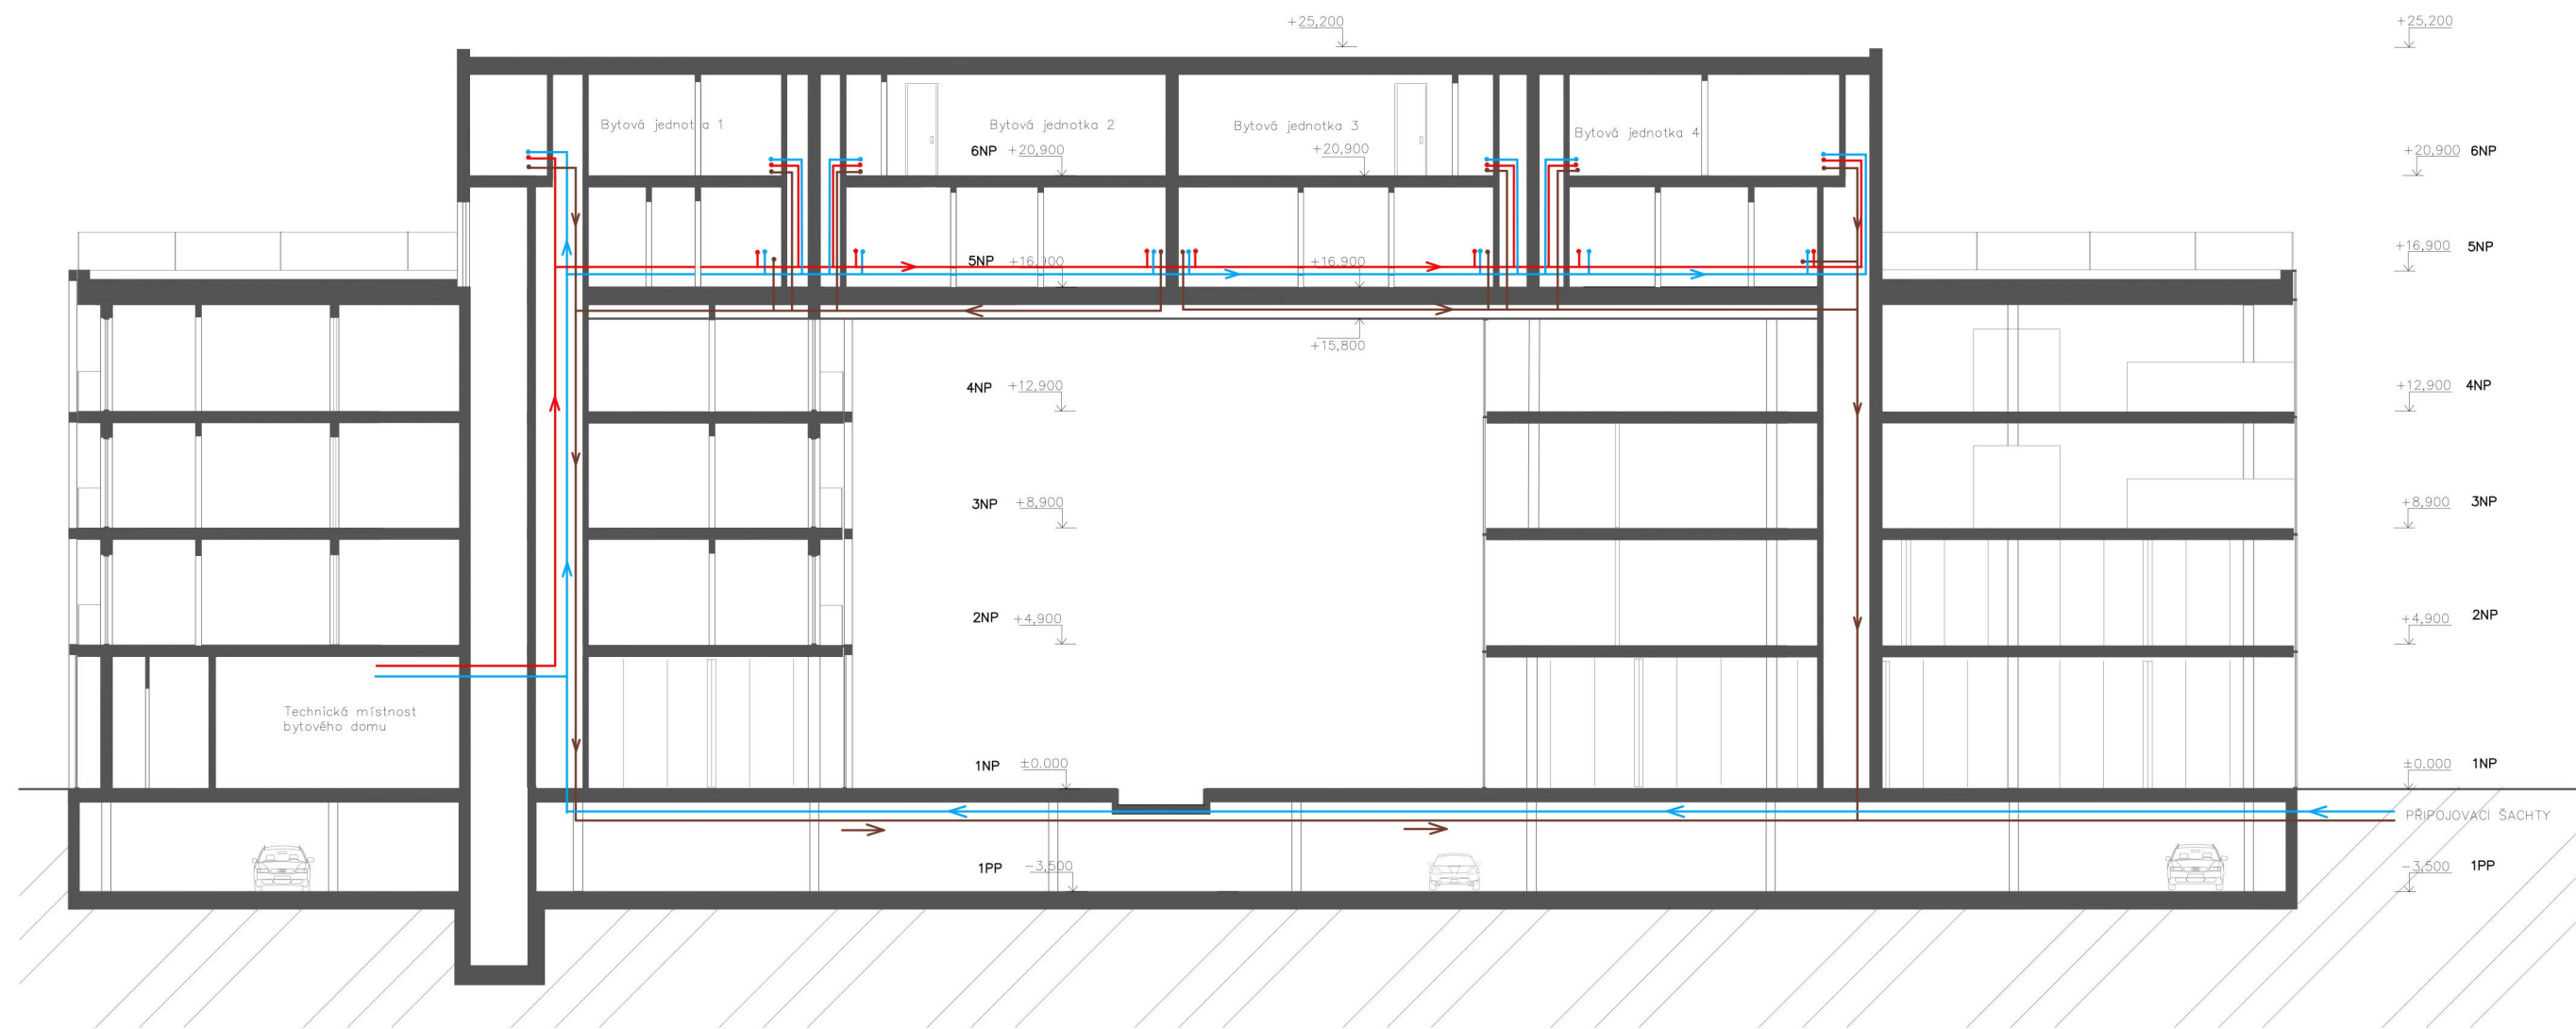 +25,200
+25,200
Bytová jednotka 1
Bytová jednotka 2
Bytová jednotka 3
Bytová jednotka 4
6NP +20,900
+20,900
+20,900 6NP
5NP +16,900
+16,900
+16,900 5NP
+15,800
4NP +12,900
+12,900 4NP
3NP +8,900
+8,900 3NP
2NP +4,900
+4,900 2NP
Technická místnost
bytového domu
1NP ±0.000
±0.000 1NP
PŘIPOJOVACÍ ŠACHTY
1PP -3,500
-3,500 1PP